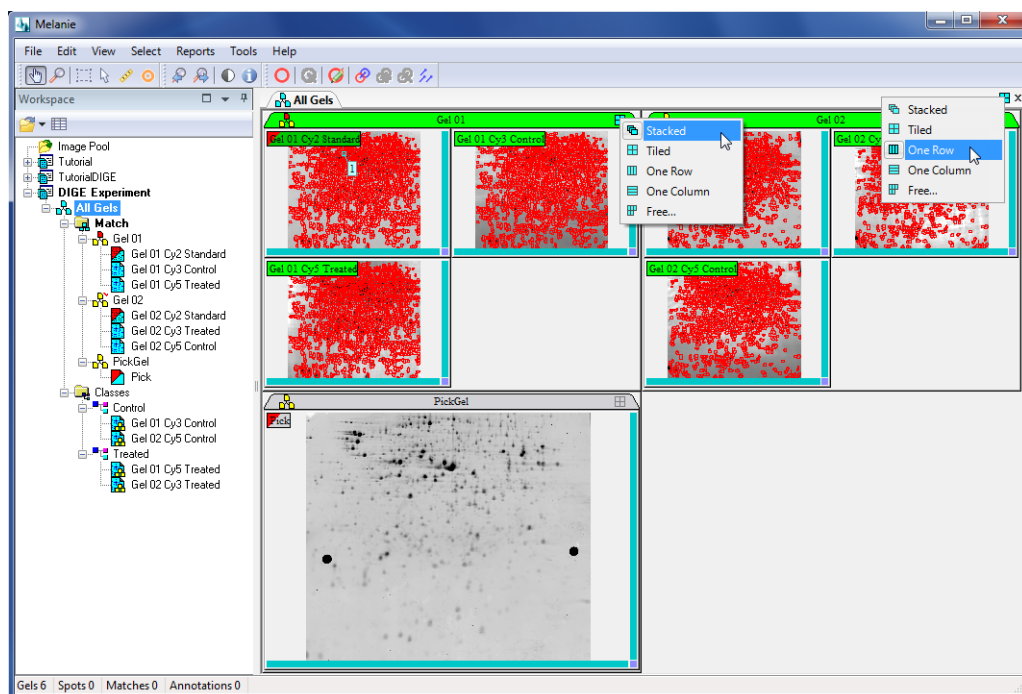 Melanie
File Edit View Select Reports Tools Help
Workspace
Image Pool
Tutorial
TutorialDIGE
DIGE Experiment
All Gels
Match
Gel 01
Gel 01 Cy2 Standard
Gel 01 Cy3 Control
Gel 01 Cy5 Treated
Gel 02
Gel 02 Cy2 Standard
Gel 02 Cy3 Treated
Gel 02 Cy5 Control
PickGel
Pick
Classes
Control
Gel 01 Cy3 Control
Gel 02 Cy5 Control
Treated
Gel 01 Cy5 Treated
Gel 02 Cy3 Treated
All Gels
Gel 01
Gel 01 Cy2 Standard
Gel 01 Cy3 Control
1
Gel 01 Cy5 Treated
Stacked
Tiled
One Row
One Column
Free...
Gel 02
Gel 02 Cy
Gel 02 Cy5 Control
Stacked
Tiled
One Row
One Column
Free...
PickGel
Pick
Gels 6 Spots 0 Matches 0 Annotations 0